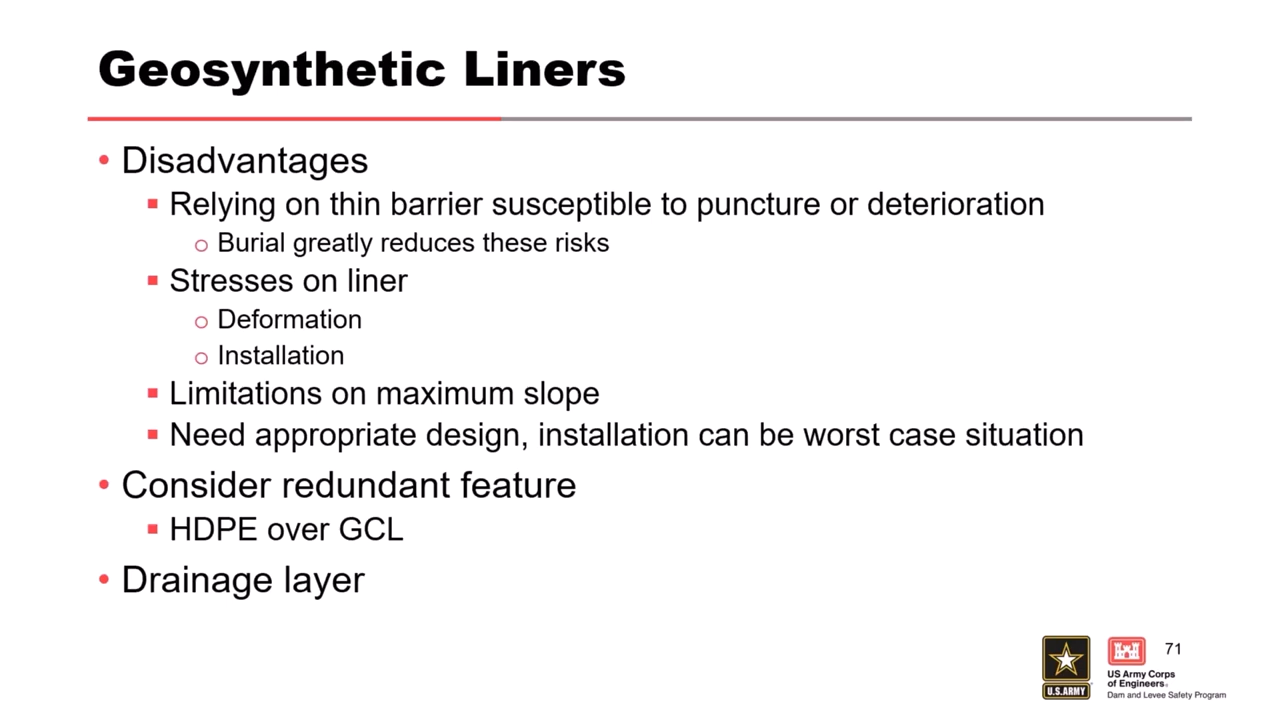 Geosynthetic Liners
• Disadvantages
▪ Relying on thin barrier susceptible to puncture or deterioration
o Burial greatly reduces these risks
▪ Stresses on liner
o Deformation
o Installation
▪ Limitations on maximum slope
▪ Need appropriate design, installation can be worst case situation
• Consider redundant feature
▪ HDPE over GCL
• Drainage layer
71
U.S.ARMY
US Army Corps
of Engineers®
Dam and Levee Safety Program